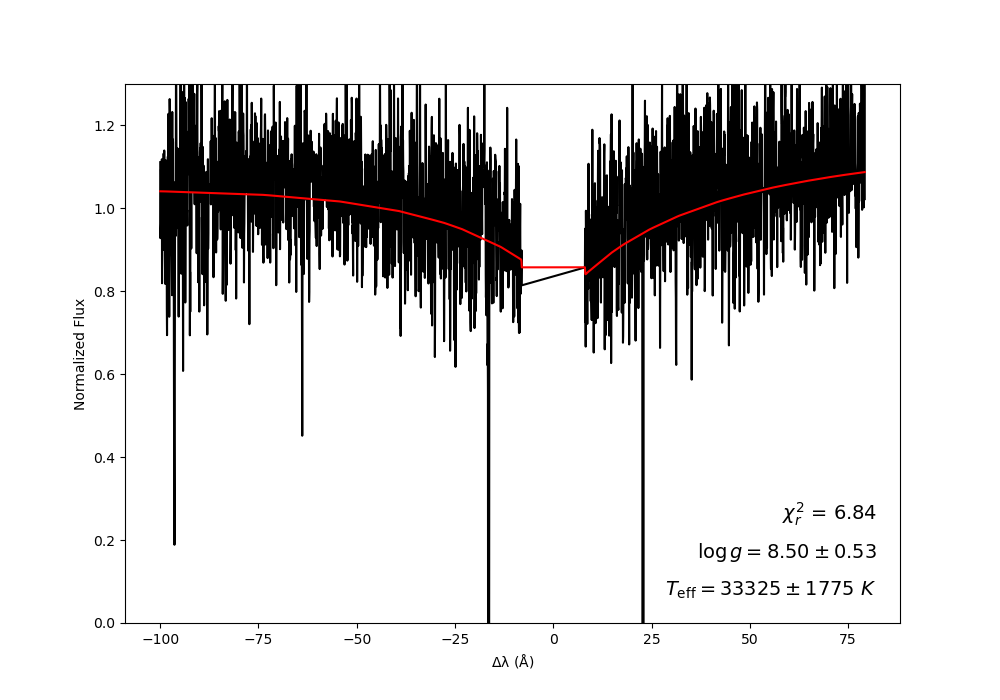 1.2
1.0
0.8
0.6
0.4
0.2
0.0
Normalized Flux
χ²ᵣ = 6.84
log g = 8.50 ± 0.53
T_eff = 33325 ± 1775 K
−100 −75 −50 −25 0 25 50 75
Δλ (Å)